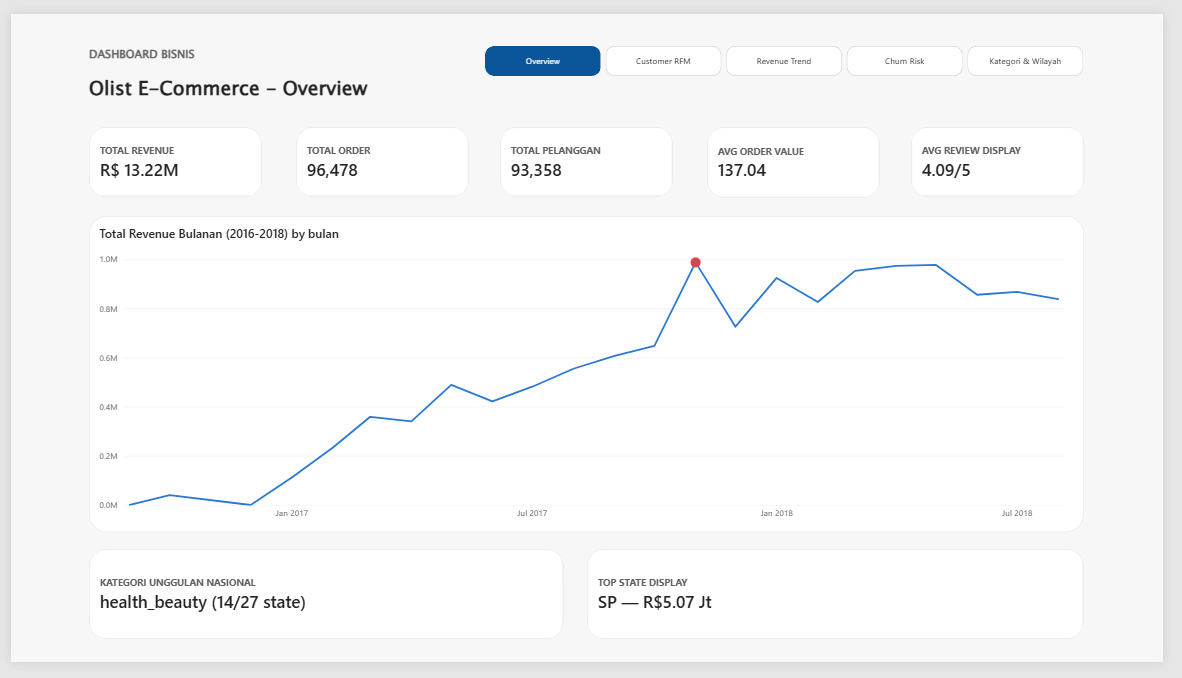 DASHBOARD BISNIS
Olist E-Commerce - Overview
Overview
Customer RFM
Revenue Trend
Churn Risk
Kategori & Wilayah
TOTAL REVENUE
R$ 13.22M
TOTAL ORDER
96,478
TOTAL PELANGGAN
93,358
AVG ORDER VALUE
137.04
AVG REVIEW DISPLAY
4.09/5
Total Revenue Bulanan (2016-2018) by bulan
1.0M
0.8M
0.6M
0.4M
0.2M
0.0M
Jan 2017
Jul 2017
Jan 2018
Jul 2018
KATEGORI UNGGULAN NASIONAL
health_beauty (14/27 state)
TOP STATE DISPLAY
SP — R$5.07 Jt